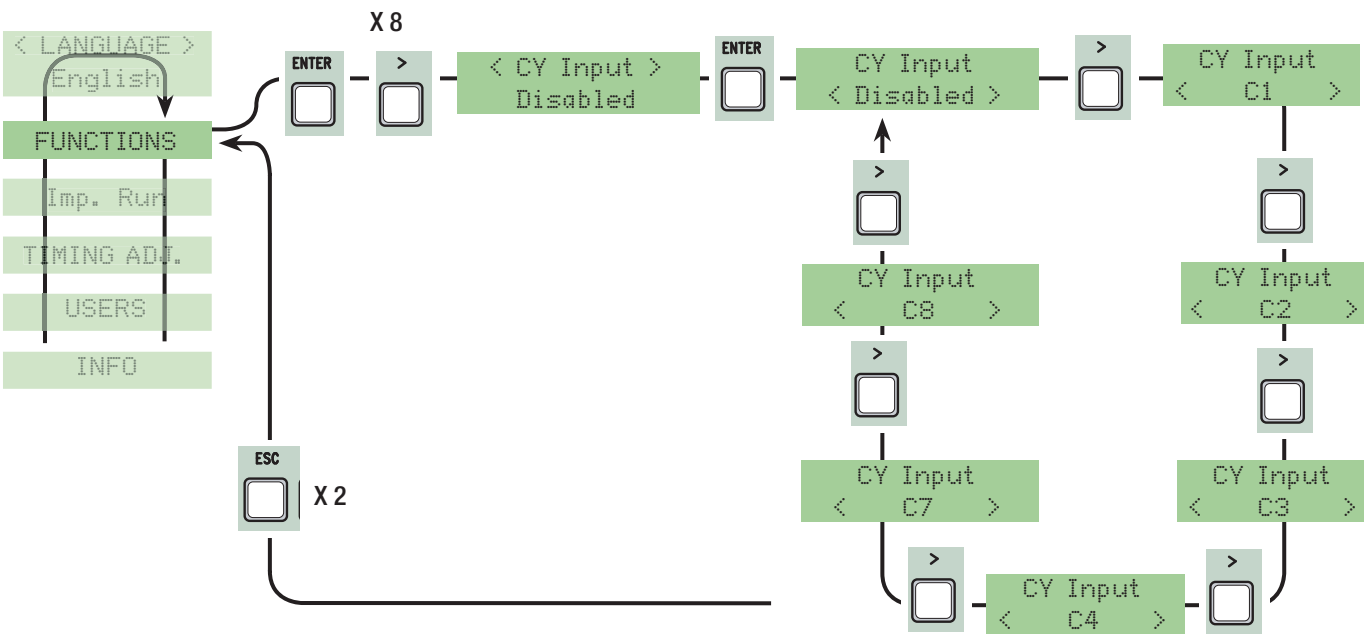 X 8
< LANGUAGE >
English
FUNCTIONS
Imp. Run
TIMING ADJ.
USERS
INFO
ENTER
>
< CY Input >
Disabled
ENTER
CY Input
< Disabled >
>
CY Input
< C1 >
>
CY Input
< C2 >
>
CY Input
< C3 >
>
CY Input
< C4 >
>
CY Input
< C7 >
>
CY Input
< C8 >
>
ESC
X 2